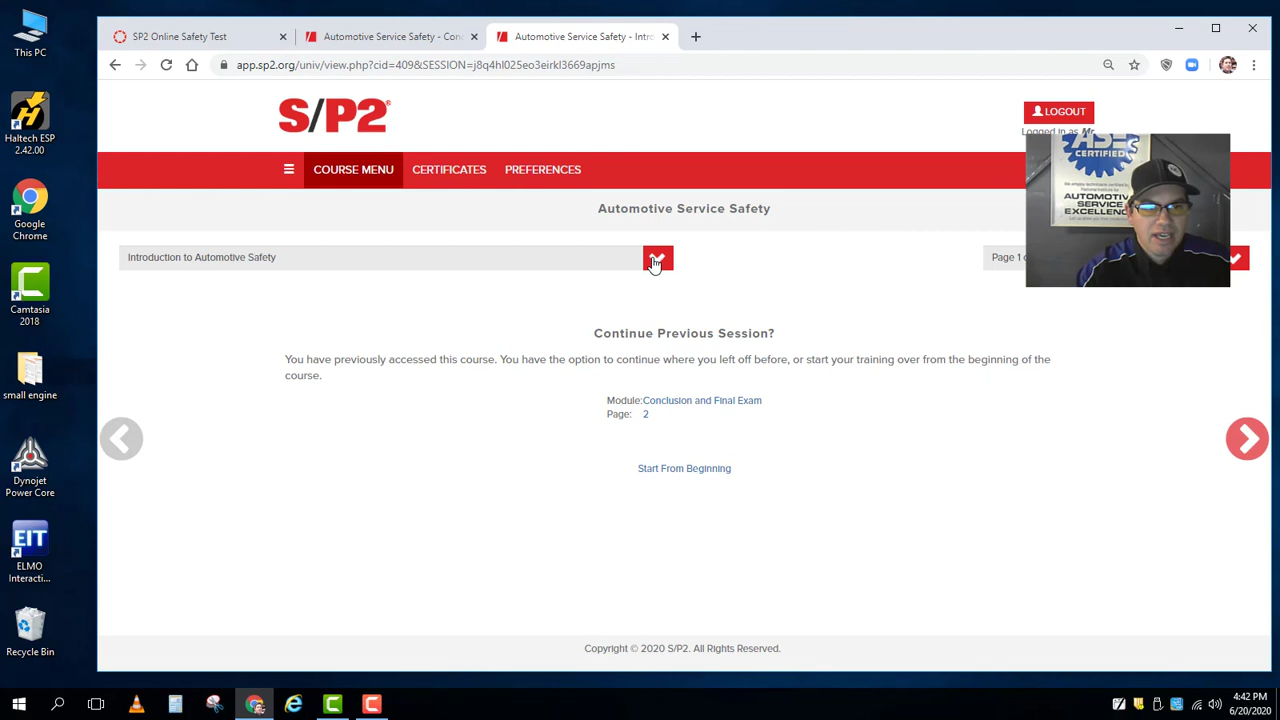 This PC
Haltech ESP
2.42.00
Google
Chrome
Camtasia
2018
small engine
Dynojet
Power Core
EIT
ELMO
Interacti...
Recycle Bin
SP2 Online Safety Test
Automotive Service Safety - Conc
Automotive Service Safety - Intro
app.sp2.org/univ/view.php?cid=409&SESSION=j8q4hl025eo3eirkl3669apjms
S/P2®
LOGOUT
Logged in as Mr.
COURSE MENU
CERTIFICATES
PREFERENCES
ASE
CERTIFIED
AUTOMOTIVE
SERVICE
EXCELLENCE
Automotive Service Safety
Introduction to Automotive Safety
Page 1
Continue Previous Session?
You have previously accessed this course. You have the option to continue where you left off before, or start your training over from the beginning of the
course.
Module:Conclusion and Final Exam
Page: 2
Start From Beginning
Copyright © 2020 S/P2. All Rights Reserved.
4:42 PM
6/20/2020